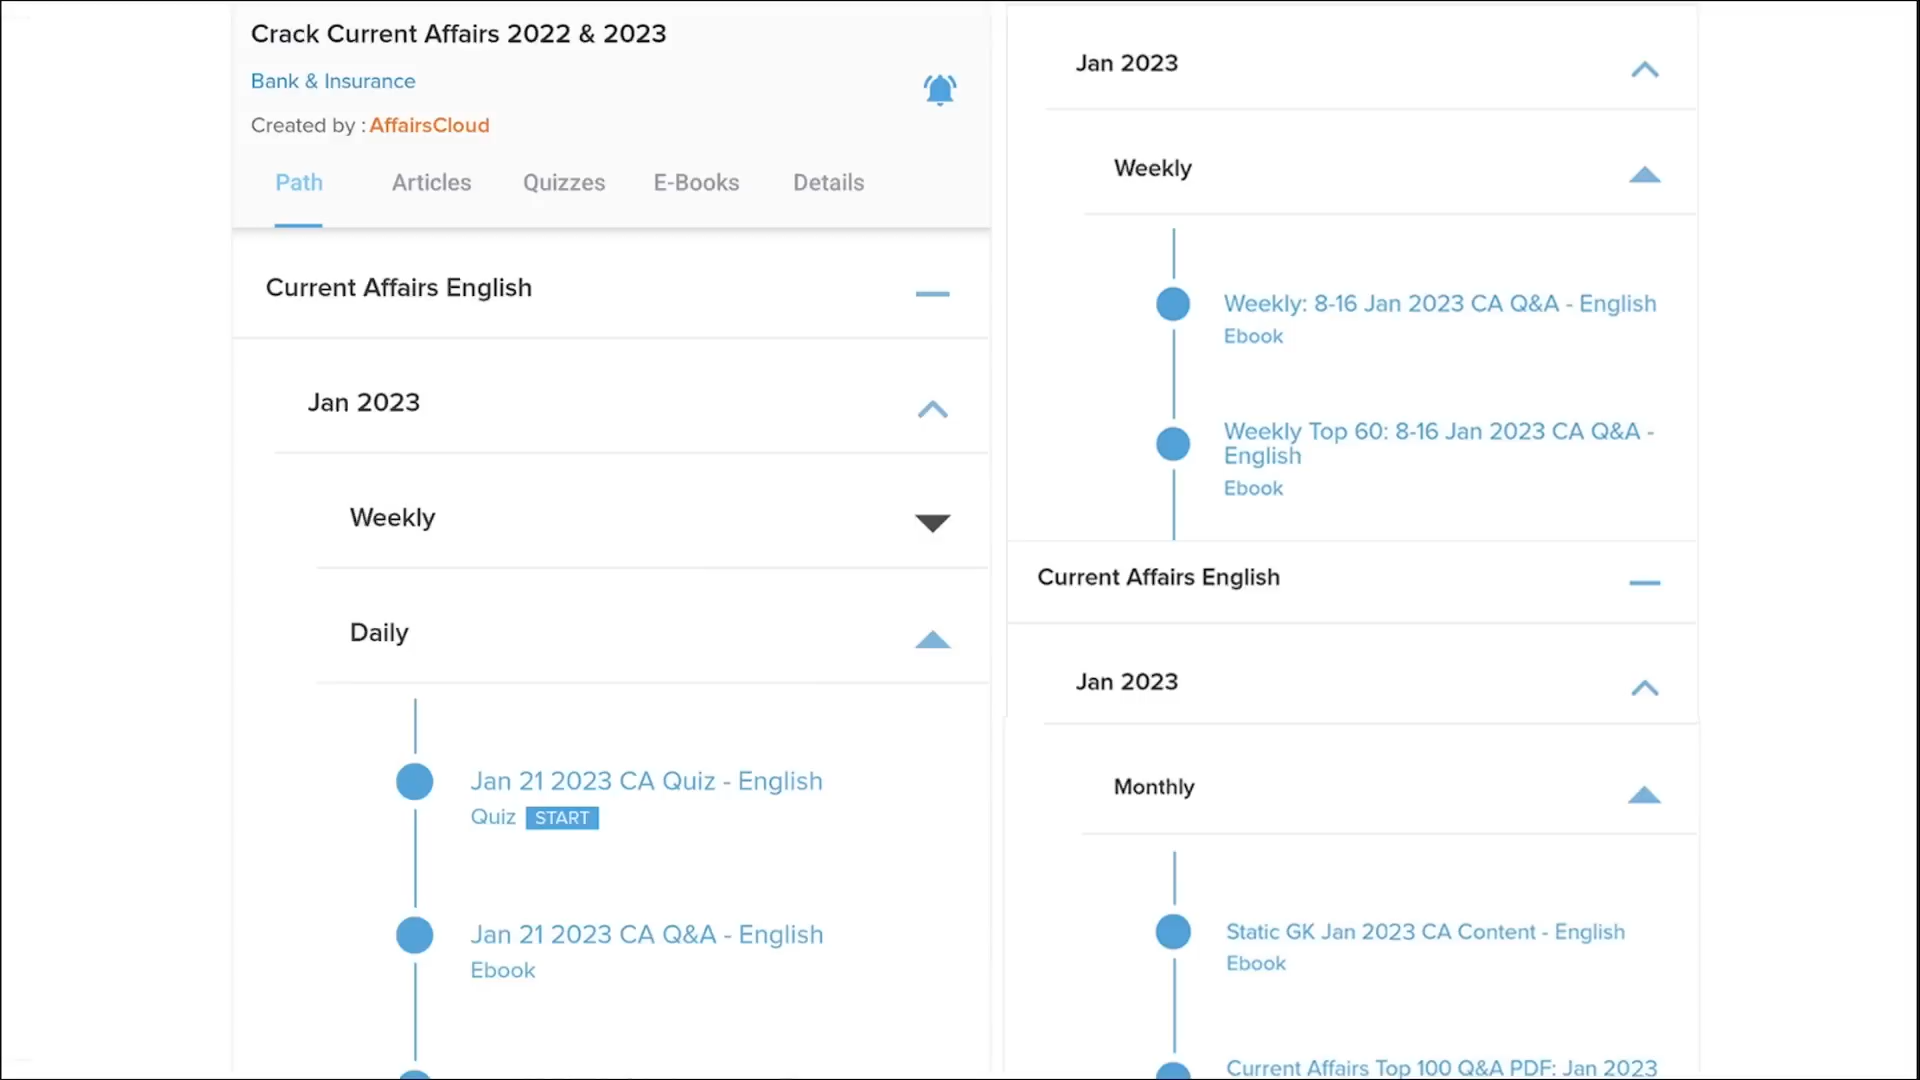 Crack Current Affairs 2022 & 2023
Bank & Insurance
Created by : AffairsCloud
Path Articles Quizzes E-Books Details
Current Affairs English
Jan 2023
Weekly
Daily
Jan 21 2023 CA Quiz - English
Quiz START
Jan 21 2023 CA Q&A - English
Ebook
Jan 2023
Weekly
Weekly: 8-16 Jan 2023 CA Q&A - English
Ebook
Weekly Top 60: 8-16 Jan 2023 CA Q&A -
English
Ebook
Current Affairs English
Jan 2023
Monthly
Static GK Jan 2023 CA Content - English
Ebook
Current Affairs Top 100 Q&A PDF: Jan 2023